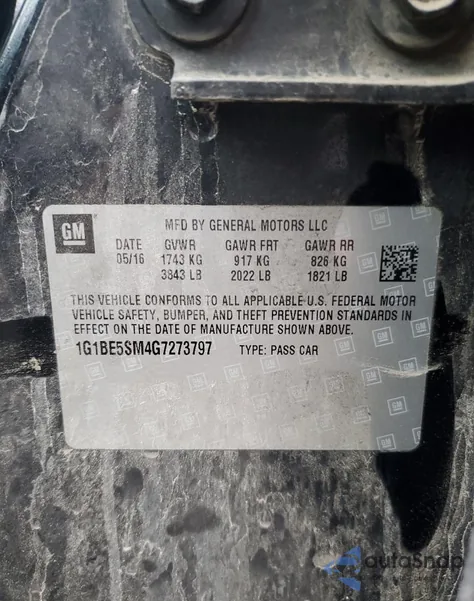 GM
MFD BY GENERAL MOTORS LLC
DATE GVWR GAWR FRT GAWR RR
05/16 1743 KG 917 KG 826 KG
3843 LB 2022 LB 1821 LB
THIS VEHICLE CONFORMS TO ALL APPLICABLE U.S. FEDERAL MOTOR
VEHICLE SAFETY, BUMPER, AND THEFT PREVENTION STANDARDS IN
EFFECT ON THE DATE OF MANUFACTURE SHOWN ABOVE.
1G1BE5SM4G7273797 TYPE: PASS CAR
autoSnap